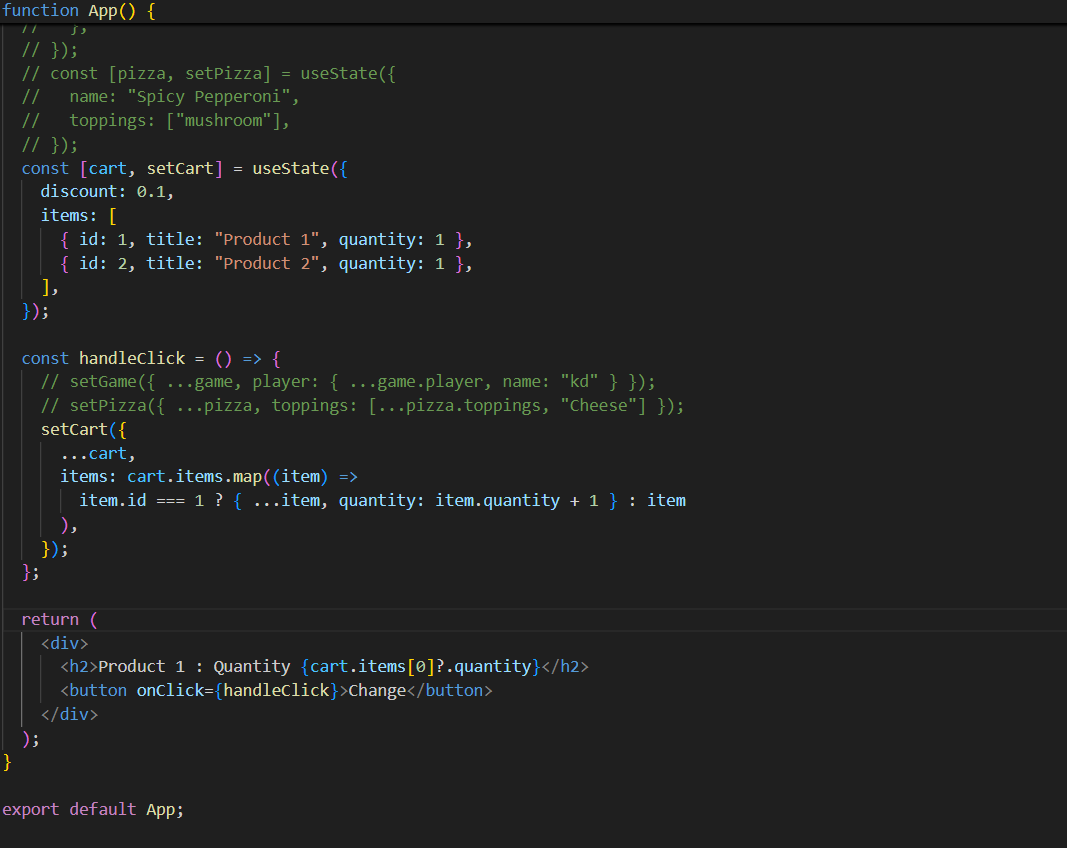 function App() {
//   },
// });
// const [pizza, setPizza] = useState({
//   name: "Spicy Pepperoni",
//   toppings: ["mushroom"],
// });
const [cart, setCart] = useState({
discount: 0.1,
items: [
{ id: 1, title: "Product 1", quantity: 1 },
{ id: 2, title: "Product 2", quantity: 1 },
],
});
const handleClick = () => {
// setGame({ ...game, player: { ...game.player, name: "kd" } });
// setPizza({ ...pizza, toppings: [...pizza.toppings, "Cheese"] });
setCart({
...cart,
items: cart.items.map((item) =>
item.id === 1 ? { ...item, quantity: item.quantity + 1 } : item
),
});
};
return (
<div>
<h2>Product 1 : Quantity {cart.items[0]?.quantity}</h2>
<button onClick={handleClick}>Change</button>
</div>
);
}
export default App;